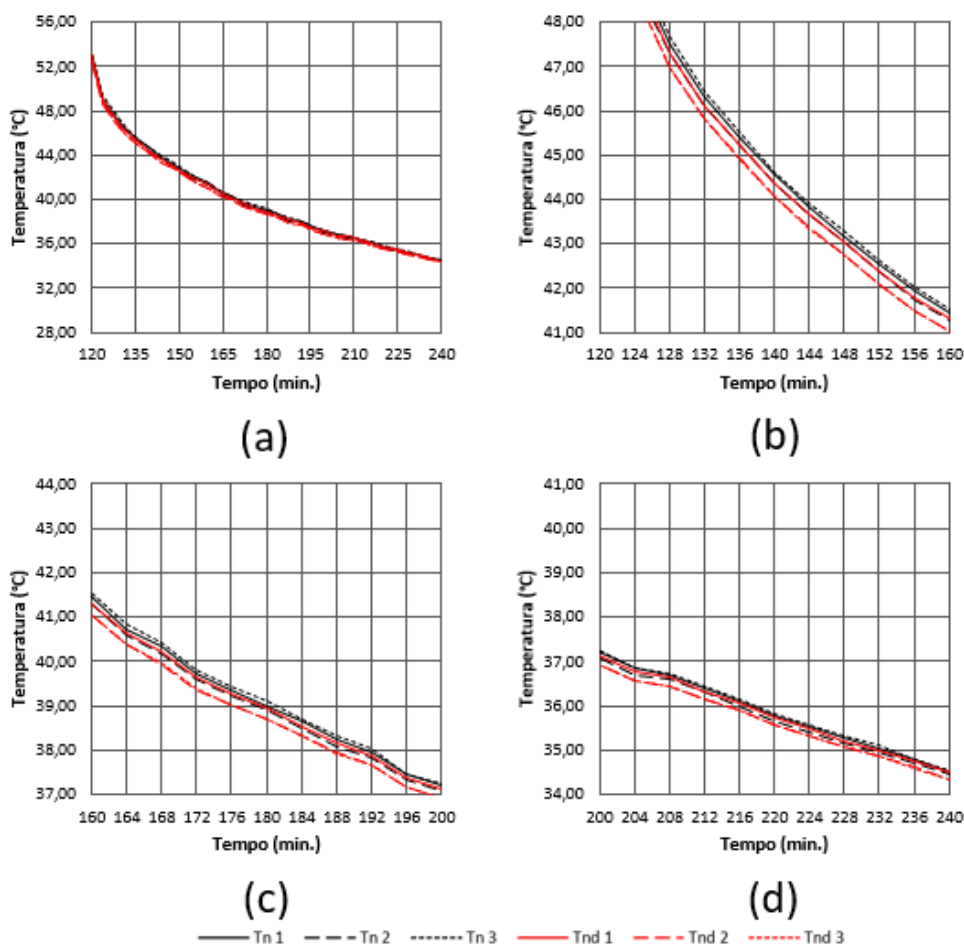 56,00
52,00
48,00
44,00
40,00
36,00
32,00
28,00
Temperatura (°C)
120 135 150 165 180 195 210 225 240
Tempo (min.)
(a)
48,00
47,00
46,00
45,00
44,00
43,00
42,00
41,00
Temperatura (°C)
120 124 128 132 136 140 144 148 152 156 160
Tempo (min.)
(b)
44,00
43,00
42,00
41,00
40,00
39,00
38,00
37,00
Temperatura (°C)
160 164 168 172 176 180 184 188 192 196 200
Tempo (min.)
(c)
41,00
40,00
39,00
38,00
37,00
36,00
35,00
34,00
Temperatura (°C)
200 204 208 212 216 220 224 228 232 236 240
Tempo (min.)
(d)
Tn 1 Tn 2 Tn 3 Tnd 1 Tnd 2 Tnd 3